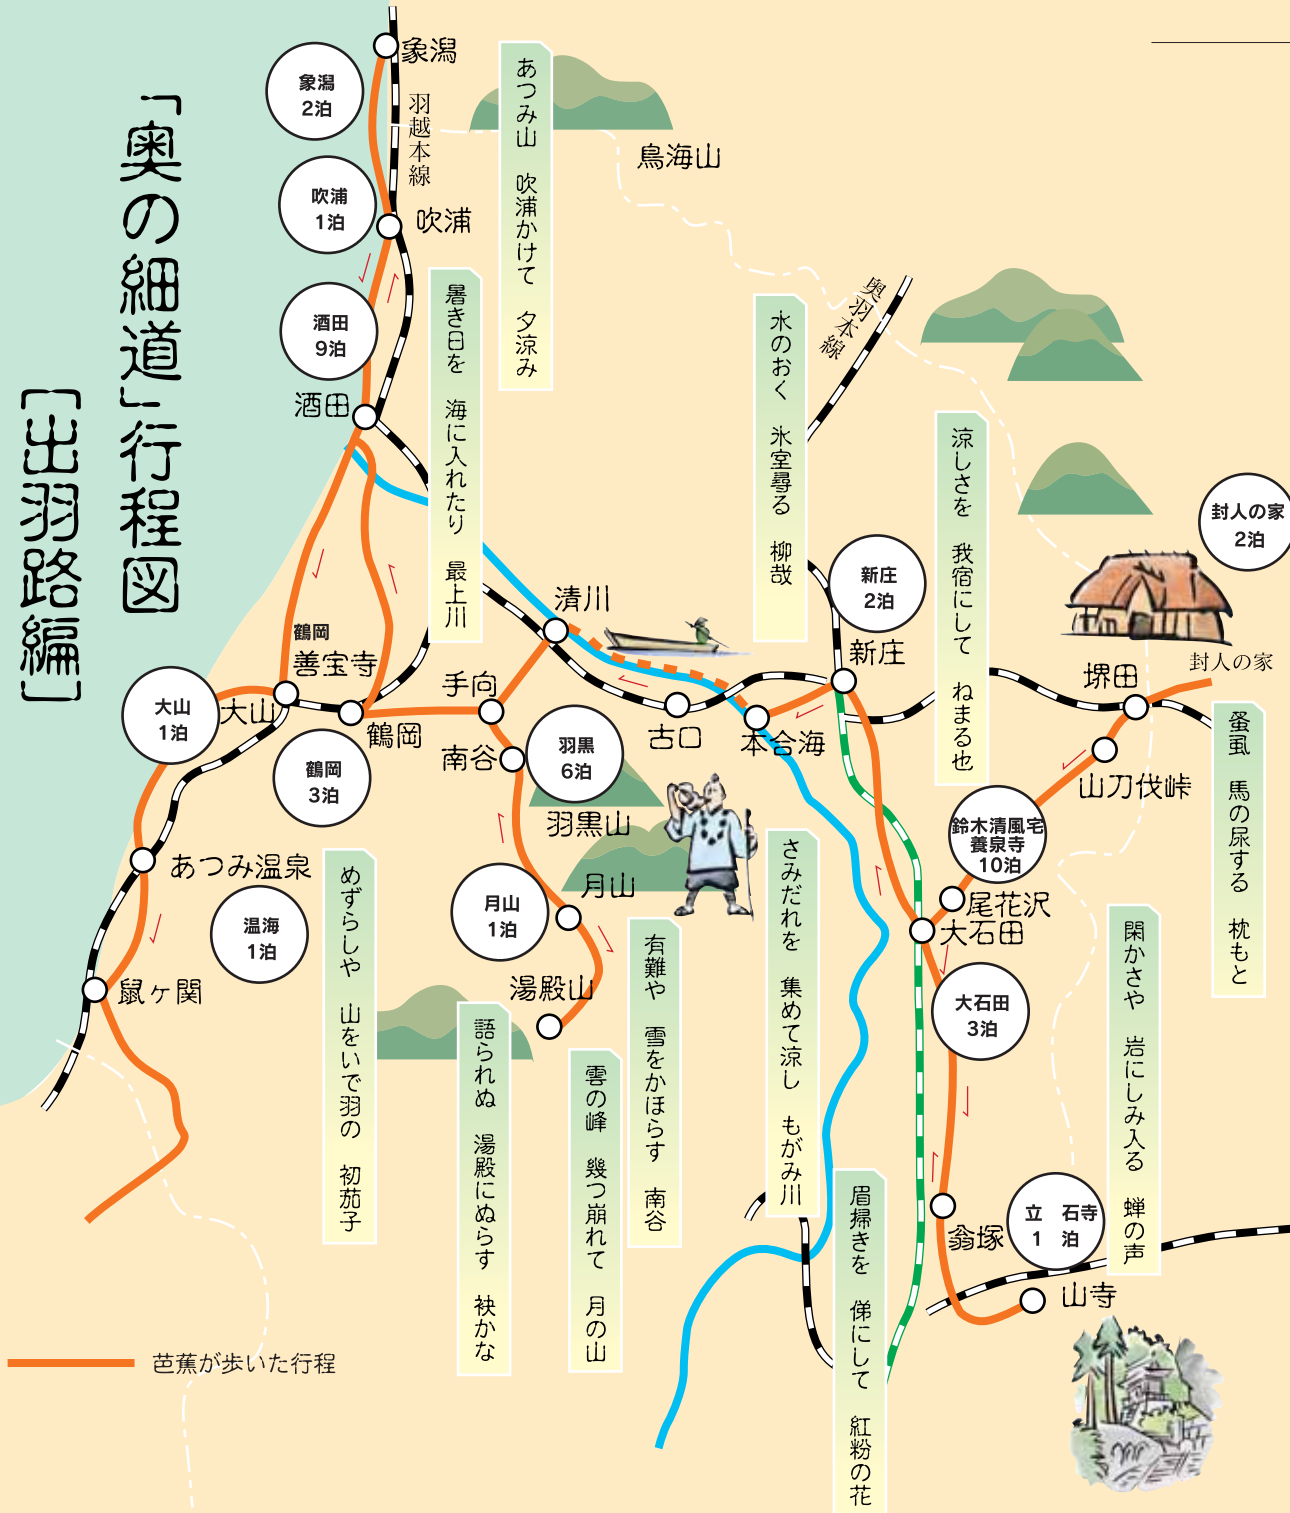 「奥の細道」行程図
［出羽路編］
象潟
2泊
象潟
羽越本線
吹浦
1泊
吹浦
酒田
9泊
酒田
あつみ山　吹浦かけて　夕涼み
鳥海山
暑き日を　海に入れたり　最上川
奥羽本線
水のおく　氷室尋る　柳哉
涼しさを　我宿にして　ねまる也
封人の家
2泊
封人の家
堺田
山刀伐峠
蚤虱　馬の尿する　枕もと
新庄
2泊
新庄
清川
古口
本合海
手向
南谷
羽黒
6泊
羽黒山
鶴岡
善宝寺
大山
1泊
大山
鶴岡
鶴岡
3泊
あつみ温泉
温海
1泊
鼠ヶ関
めずらしや　山をいで羽の　初茄子
月山
1泊
月山
湯殿山
語られぬ　湯殿にぬらす　袂かな
雲の峰　幾つ崩れて　月の山
有難や　雪をかほらす　南谷
さみだれを　集めて涼し　もがみ川
鈴木清風宅
養泉寺
10泊
尾花沢
大石田
大石田
3泊
閑かさや　岩にしみ入る　蝉の声
眉掃きを　俤にして　紅粉の花
翁塚
立　石寺
1　泊
山寺
芭蕉が歩いた行程